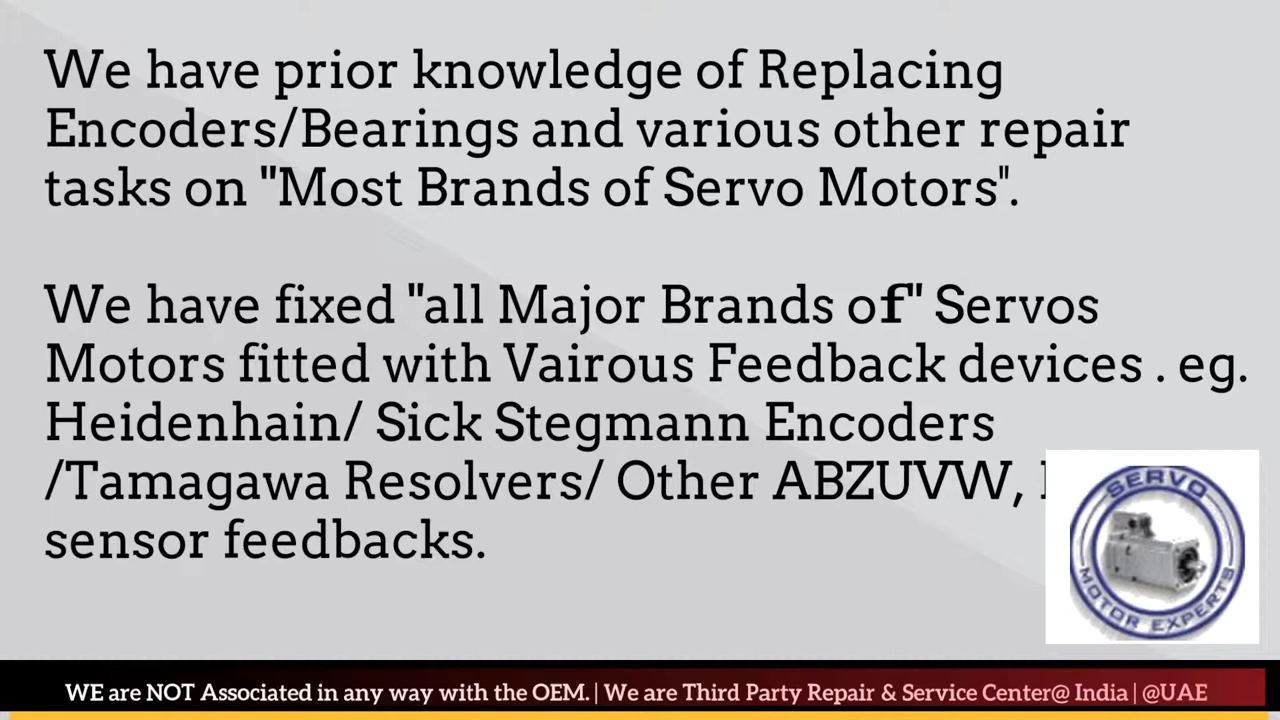 We have prior knowledge of Replacing
Encoders/Bearings and various other repair
tasks on "Most Brands of Servo Motors".
We have fixed "all Major Brands of" Servos
Motors fitted with Vairous Feedback devices . eg.
Heidenhain/ Sick Stegmann Encoders
/Tamagawa Resolvers/ Other ABZUVW,
sensor feedbacks.
SERVO
MOTOR EXPERTS
WE are NOT Associated in any way with the OEM. | We are Third Party Repair & Service Center@ India | @UAE